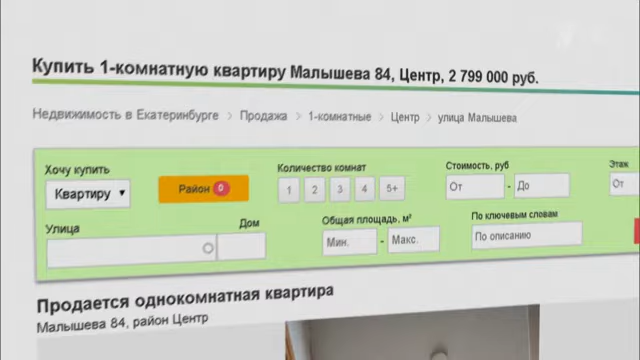 Купить 1-комнатную квартиру Малышева 84, Центр, 2 799 000 руб.
Недвижимость в Екатеринбурге > Продажа > 1-комнатные > Центр > улица Малышева
Хочу купить
Количество комнат
Стоимость, руб
Этаж
Квартиру
Район 0
1 2 3 4 5+
От - До
От
Улица
Дом
Общая площадь, м²
По ключевым словам
Мин. - Макс.
По описанию
Продается однокомнатная квартира
Малышева 84, район Центр